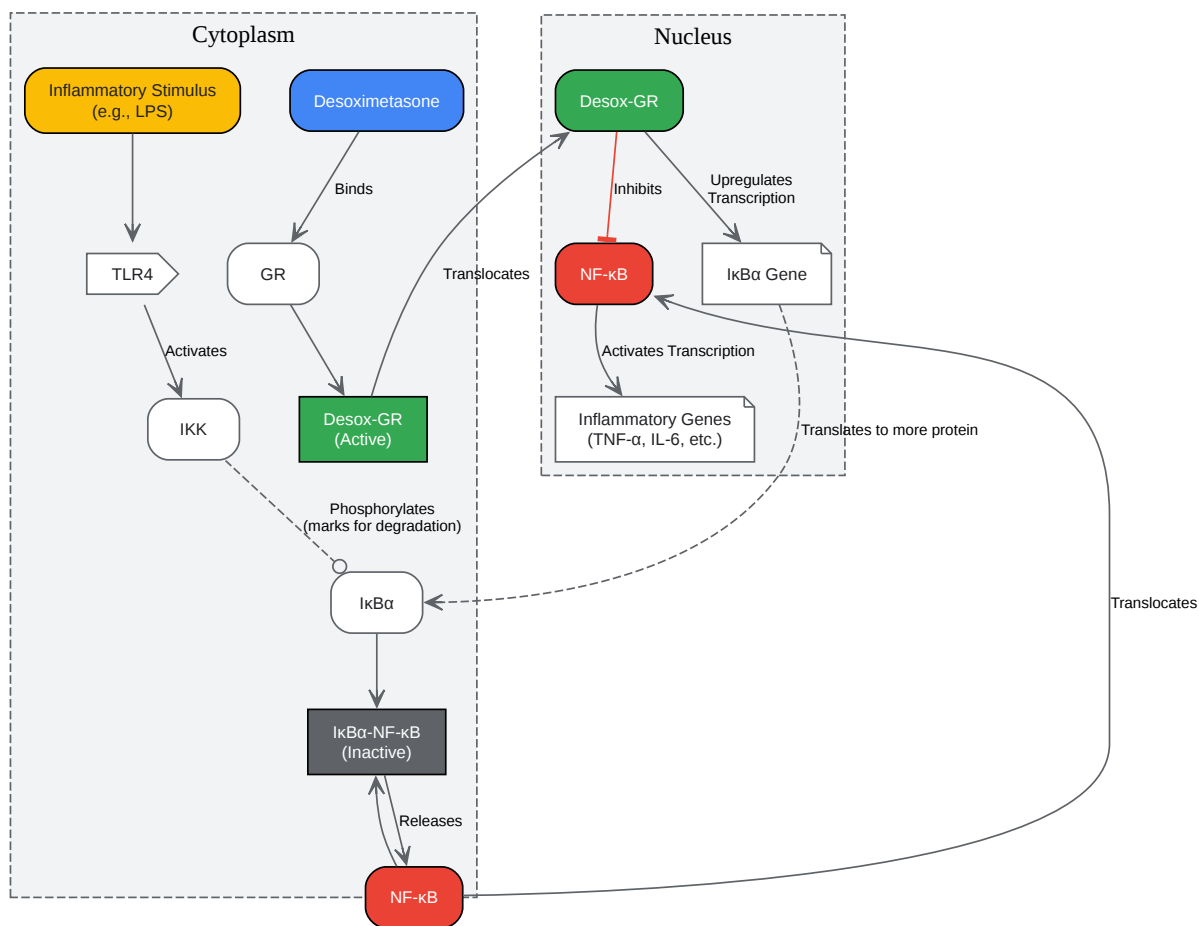 Cytoplasm
Nucleus
Inflammatory Stimulus
(e.g., LPS)
Desoximetasone
Desox-GR
Binds
Inhibits
Upregulates
Transcription
TLR4
GR
Translocates
NF-κB
IκBα Gene
Activates
Activates Transcription
IKK
Desox-GR
(Active)
Inflammatory Genes
(TNF-α, IL-6, etc.)
Translates to more protein
Phosphorylates
(marks for degradation)
IκBα
Translocates
IκBα-NF-κB
(Inactive)
Releases
NF-κB